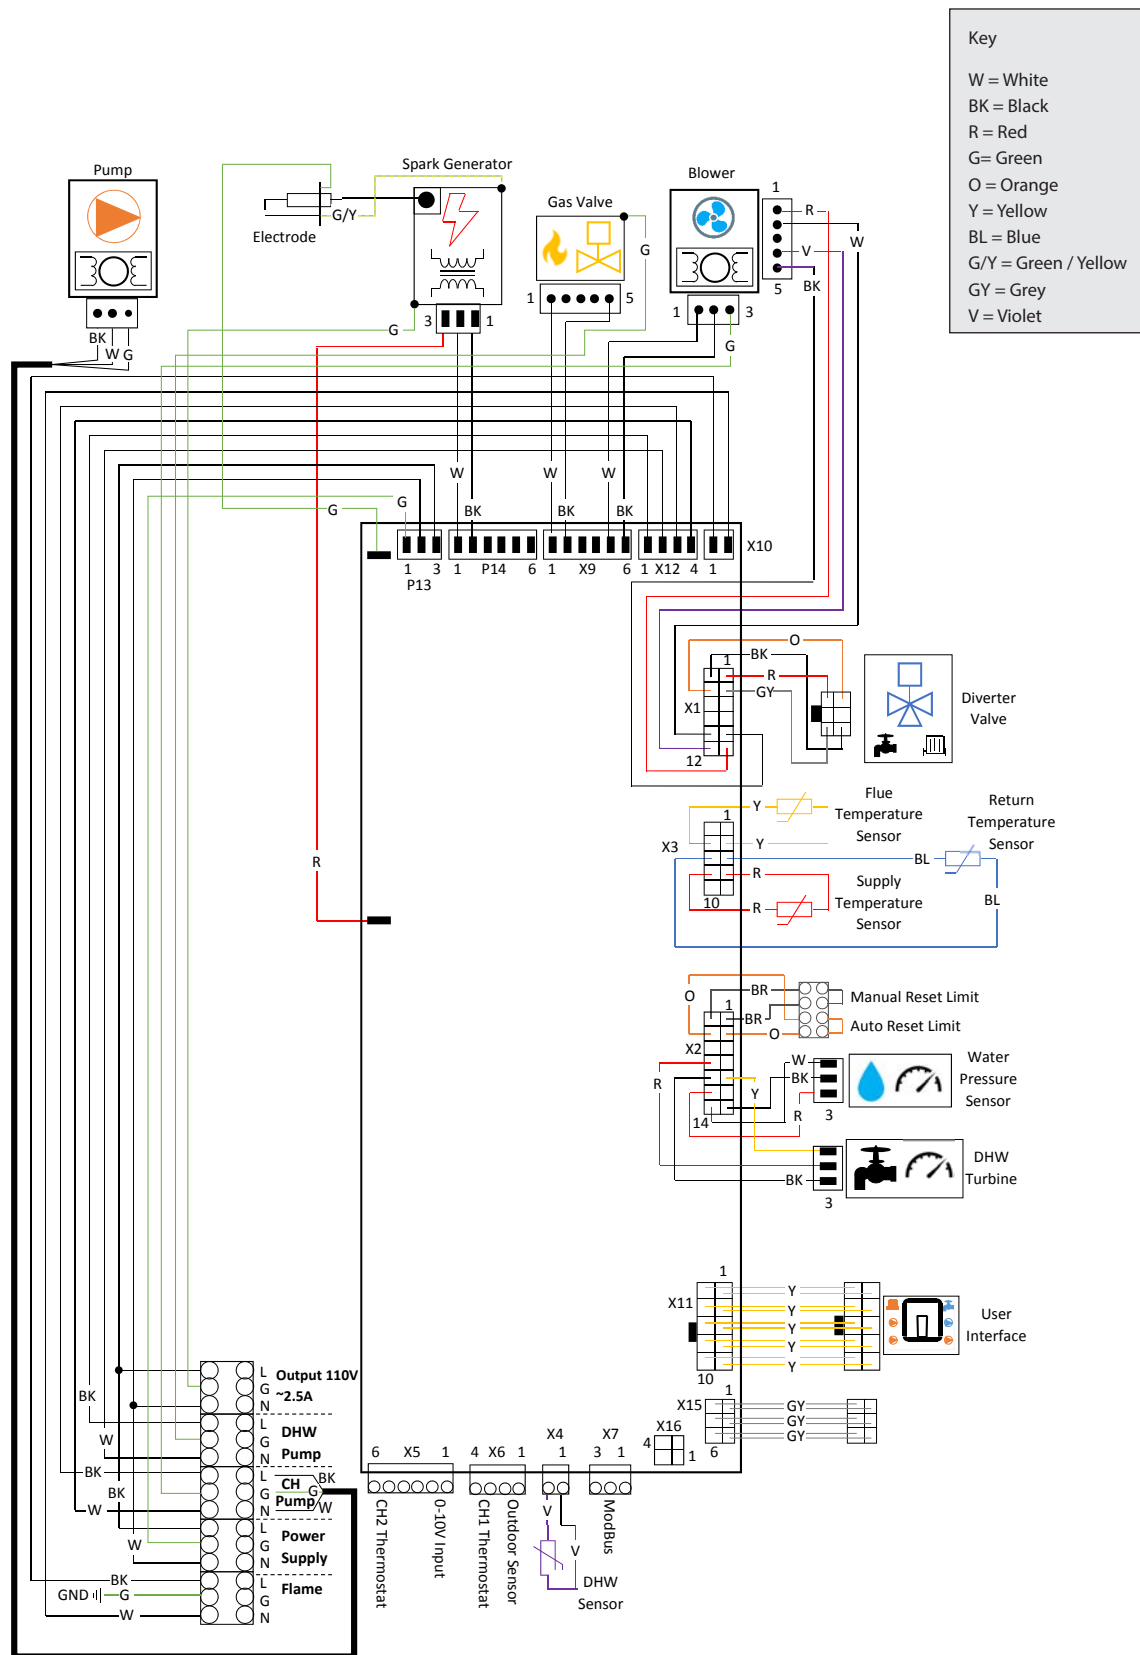 Key
W = White
BK = Black
R = Red
G= Green
O = Orange
Y = Yellow
BL = Blue
G/Y = Green / Yellow
GY = Grey
V = Violet
Pump
Spark Generator
Electrode
G/Y
Gas Valve
Blower
1
R
W
V
5
BK
G
BK
W
G
G
3
1
1
5
1
3
G
W
BK
W
BK
W
BK
G
G
1
3
P13
1
P14
6
1
X9
6
1
X12
4
1
X10
O
BK
1
R
GY
X1
12
Diverter
Valve
R
Y
Flue
Temperature
Sensor
1
Y
X3
Return
Temperature
Sensor
BL
BL
R
R
10
Supply
Temperature
Sensor
O
BR
1
BR
O
X2
Manual Reset Limit
Auto Reset Limit
R
Y
14
W
BK
R
3
Water
Pressure
Sensor
BK
3
DHW
Turbine
1
X11
10
Y
Y
Y
Y
Y
User
Interface
1
X15
6
GY
GY
GY
X16
4
1
L
G
N
Output 110V
~2.5A
BK
L
G
N
DHW
Pump
W
BK
L
G
N
CH
Pump
BK
G
W
BK
W
L
G
N
Power
Supply
W
BK
L
G
N
Flame
GND
G
W
6
X5
1
4
X6
1
X4
1
X7
3
1
CH2 Thermostat
0-10V Input
CH1 Thermostat
Outdoor Sensor
V
V
DHW
Sensor
ModBus